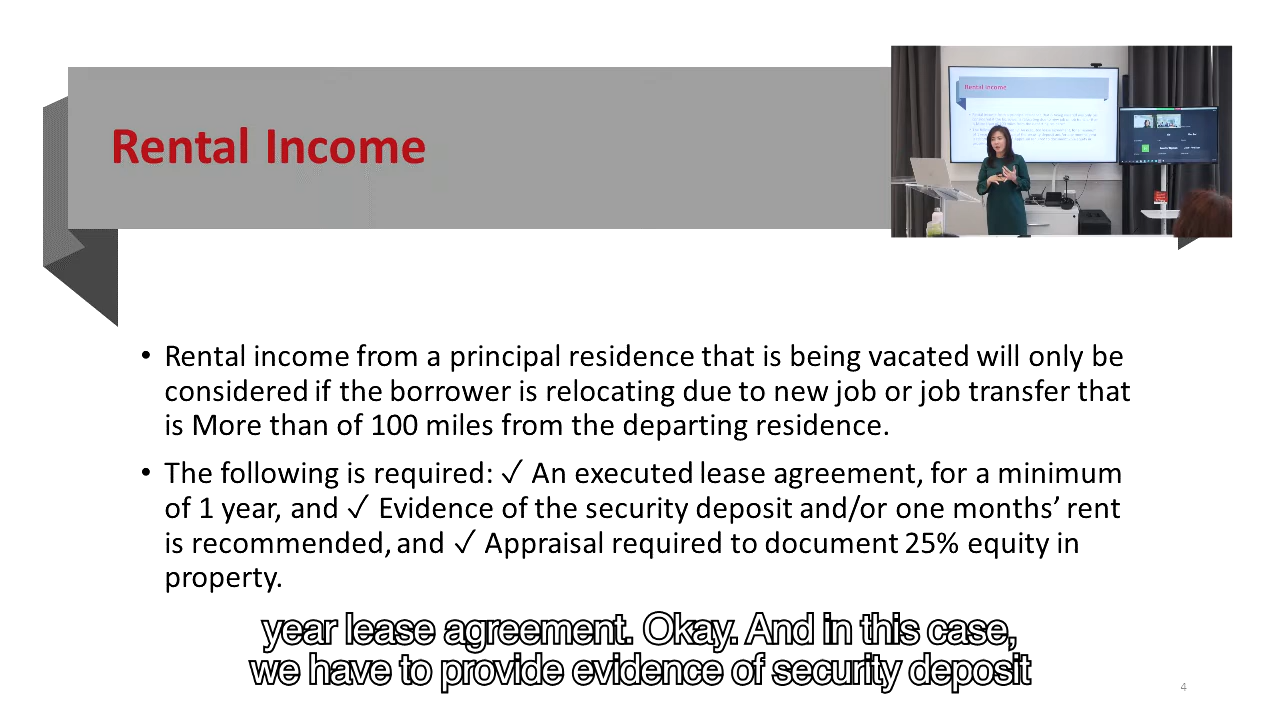 Rental Income
Rental Income
• Rental income from a principal residence that is being vacated will only be
considered if the borrower is relocating due to new job or job transfer that
is More than of 100 miles from the departing residence.
• The following is required: ✓ An executed lease agreement, for a minimum
of 1 year, and ✓ Evidence of the security deposit and/or one months’ rent
is recommended, and ✓ Appraisal required to document 25% equity in
property.
year lease agreement. Okay. And in this case,
we have to provide evidence of security deposit
4